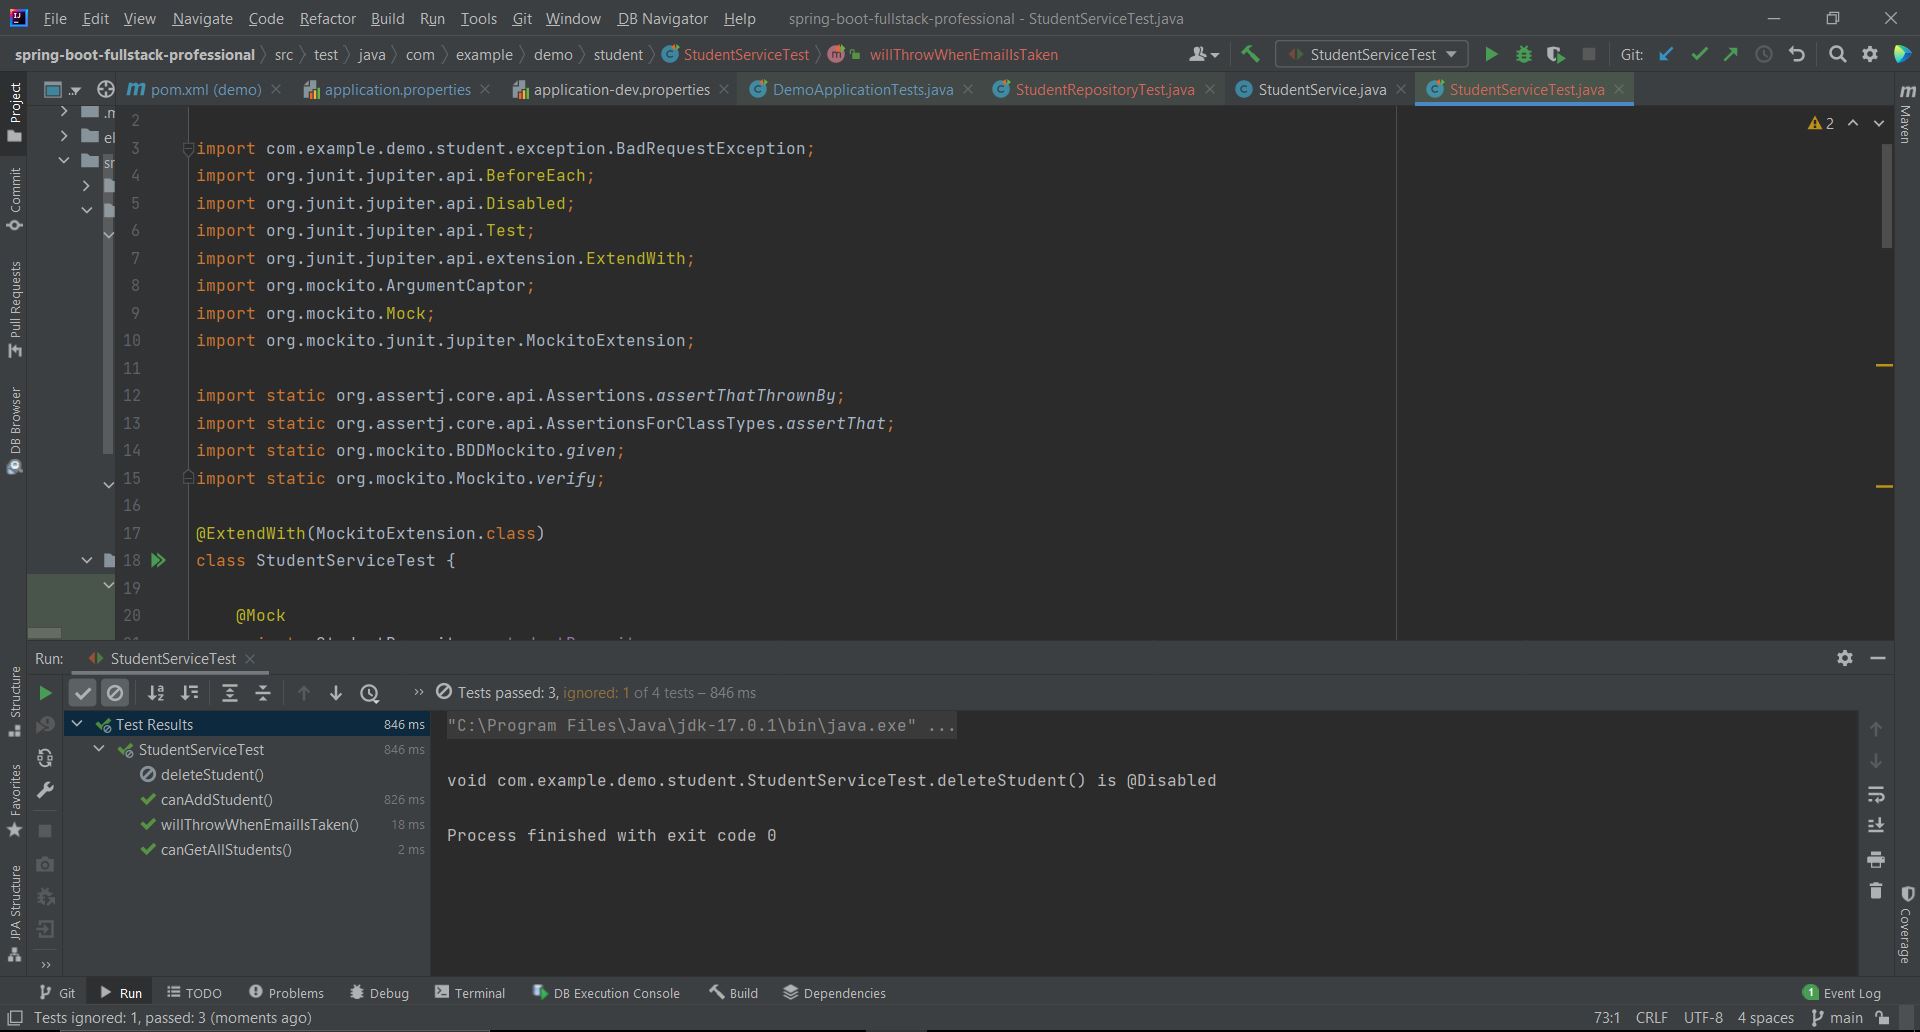 File Edit View Navigate Code Refactor Build Run Tools Git Window DB Navigator Help spring-boot-fullstack-professional - StudentServiceTest.java
spring-boot-fullstack-professional src test java com example demo student StudentServiceTest willThrowWhenEmailIsTaken StudentServiceTest Git:
Project
pom.xml (demo) application.properties application-dev.properties DemoApplicationTests.java StudentRepositoryTest.java StudentService.java StudentServiceTest.java
Maven
Commit
Pull Requests
DB Browser
2
2
3 import com.example.demo.student.exception.BadRequestException;
4 import org.junit.jupiter.api.BeforeEach;
5 import org.junit.jupiter.api.Disabled;
6 import org.junit.jupiter.api.Test;
7 import org.junit.jupiter.api.extension.ExtendWith;
8 import org.mockito.ArgumentCaptor;
9 import org.mockito.Mock;
10 import org.mockito.junit.jupiter.MockitoExtension;
11
12 import static org.assertj.core.api.Assertions.assertThatThrownBy;
13 import static org.assertj.core.api.AssertionsForClassTypes.assertThat;
14 import static org.mockito.BDDMockito.given;
15 import static org.mockito.Mockito.verify;
16
17 @ExtendWith(MockitoExtension.class)
18 class StudentServiceTest {
19
20 @Mock
Run: StudentServiceTest
Structure
Favorites
JPA Structure
Tests passed: 3, ignored: 1 of 4 tests – 846 ms
Test Results 846 ms
StudentServiceTest 846 ms
deleteStudent()
canAddStudent() 826 ms
willThrowWhenEmailIsTaken() 18 ms
canGetAllStudents() 2 ms
"C:\Program Files\Java\jdk-17.0.1\bin\java.exe" ...
void com.example.demo.student.StudentServiceTest.deleteStudent() is @Disabled
Process finished with exit code 0
Coverage
Git Run TODO Problems Debug Terminal DB Execution Console Build Dependencies 1 Event Log
Tests ignored: 1, passed: 3 (moments ago) 73:1 CRLF UTF-8 4 spaces main